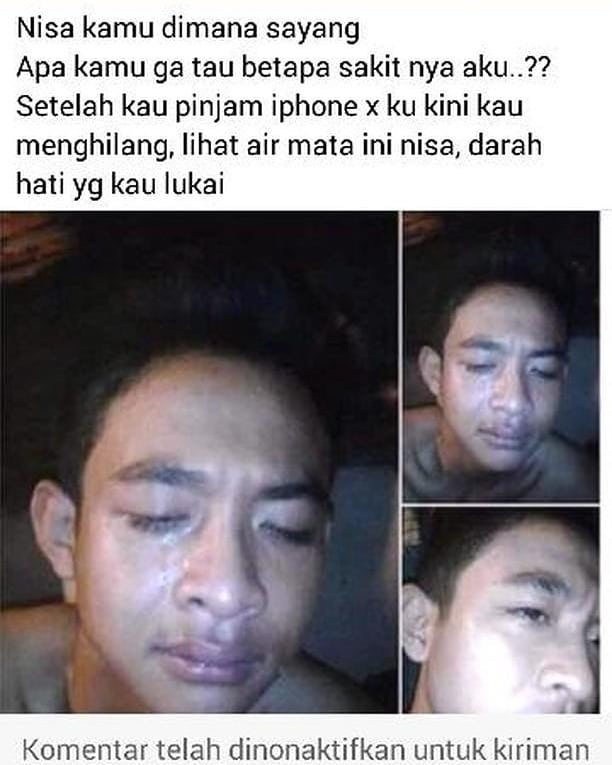 Nisa kamu dimana sayang
Apa kamu ga tau betapa sakit nya aku..??
Setelah kau pinjam iphone x ku kini kau
menghilang, lihat air mata ini nisa, darah
hati yg kau lukai
Komentar telah dinonaktifkan untuk kiriman